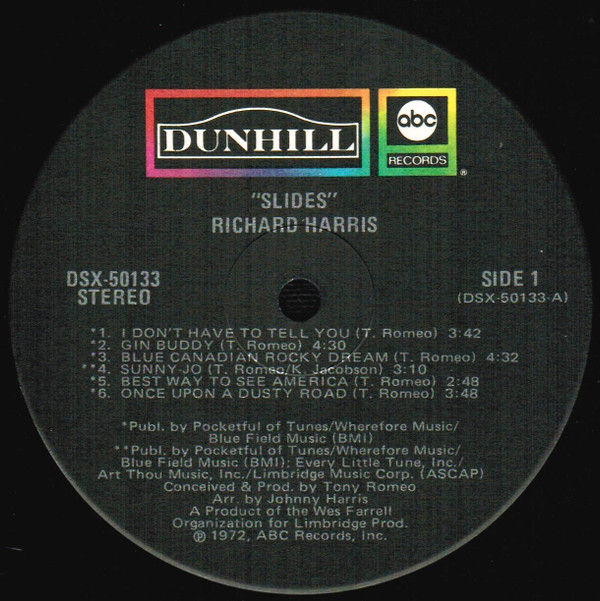 DUNHILL
abc
RECORDS
®
"SLIDES"
RICHARD HARRIS
DSX-50133
STEREO
SIDE 1
(DSX-50133-A)
*1. I DON'T HAVE TO TELL YOU (T. Romeo) 3:42
*2. GIN BUDDY (T. Romeo) 4:30
*3. BLUE CANADIAN ROCKY DREAM (T. Romeo) 4:32
**4. SUNNY-JO (T. Romeo/K. Jacobson) 3:10
*5. BEST WAY TO SEE AMERICA (T. Romeo) 2:48
*6. ONCE UPON A DUSTY ROAD (T. Romeo) 3:48
*Publ. by Pocketful of Tunes/Wherefore Music/
Blue Field Music (BMI)
**Publ. by Pocketful of Tunes/Wherefore Music/
Blue Field Music (BMI); Every Little Tune, Inc./
Art Thou Music, Inc./Limbridge Music Corp. (ASCAP)
Conceived & Prod. by Tony Romeo
Arr. by Johnny Harris
A Product of the Wes Farrell
Organization for Limbridge Prod.
℗ 1972, ABC Records, Inc.